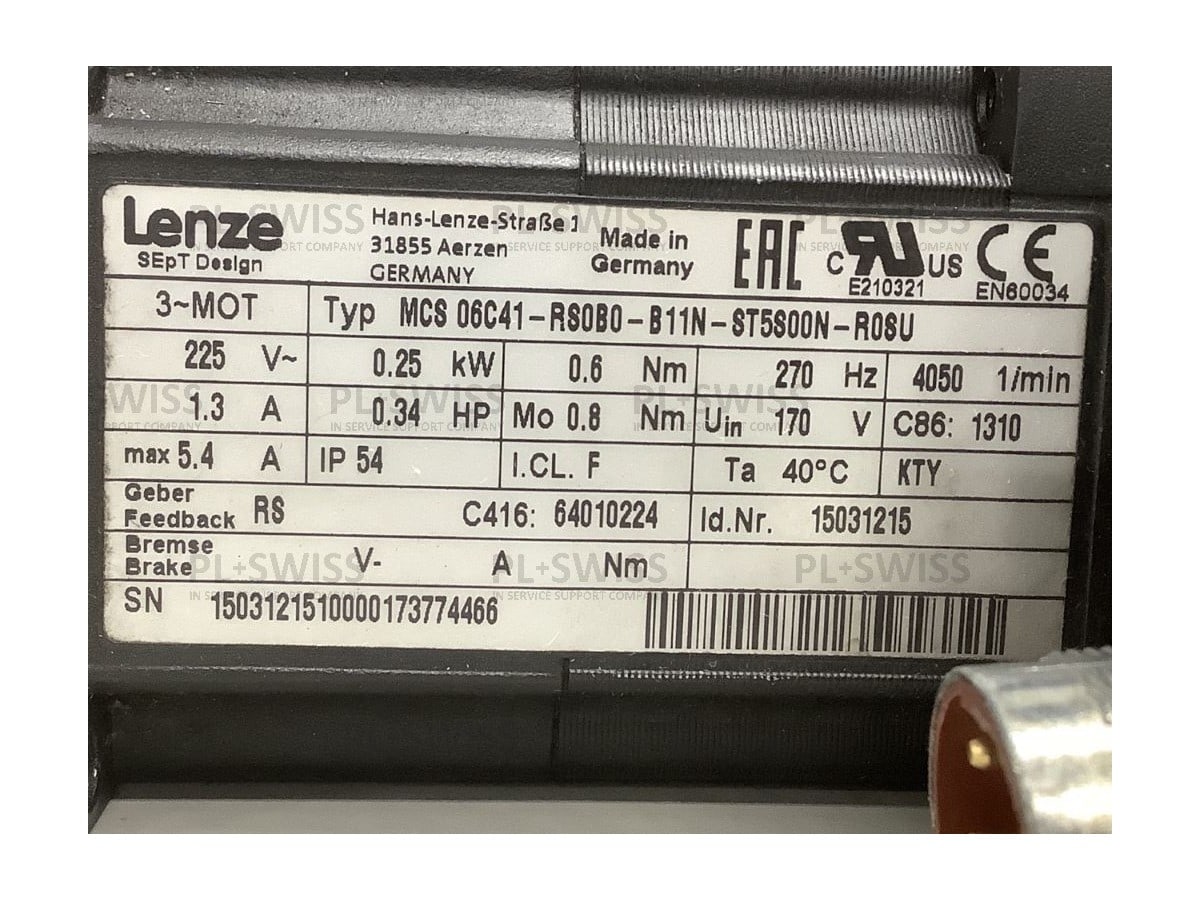 Lenze
SEpT Design
Hans-Lenze-Straße 1
31855 Aerzen
GERMANY
Made in
Germany
EAC
C RU US
E210321
CE
EN60034
3~MOT Typ MCS 06C41-RS0B0-B11N-ST5S00N-R0SU
225 V~ 0.25 kW 0.6 Nm 270 Hz 4050 1/min
1.3 A 0.34 HP Mo 0.8 Nm Uin 170 V C86: 1310
max 5.4 A IP 54 I.CL. F Ta 40°C KTY
Geber
Feedback RS C416: 64010224 Id.Nr. 15031215
Bremse
Brake V- A Nm
SN 1503121510000173774466
PL+SWISS
IN SERVICE SUPPORT COMPANY